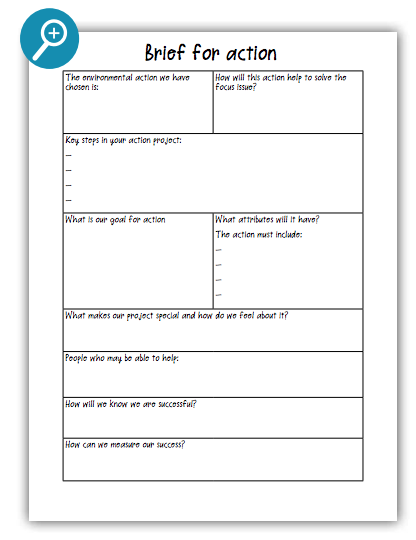 Brief for action
The environmental action we have
chosen is:
How will this action help to solve the
focus issue?
Key steps in your action project:
–
–
–
–
What is our goal for action
What attributes will it have?
The action must include:
–
–
–
–
What makes our project special and how do we feel about it?
People who may be able to help:
How will we know we are successful?
How can we measure our success?